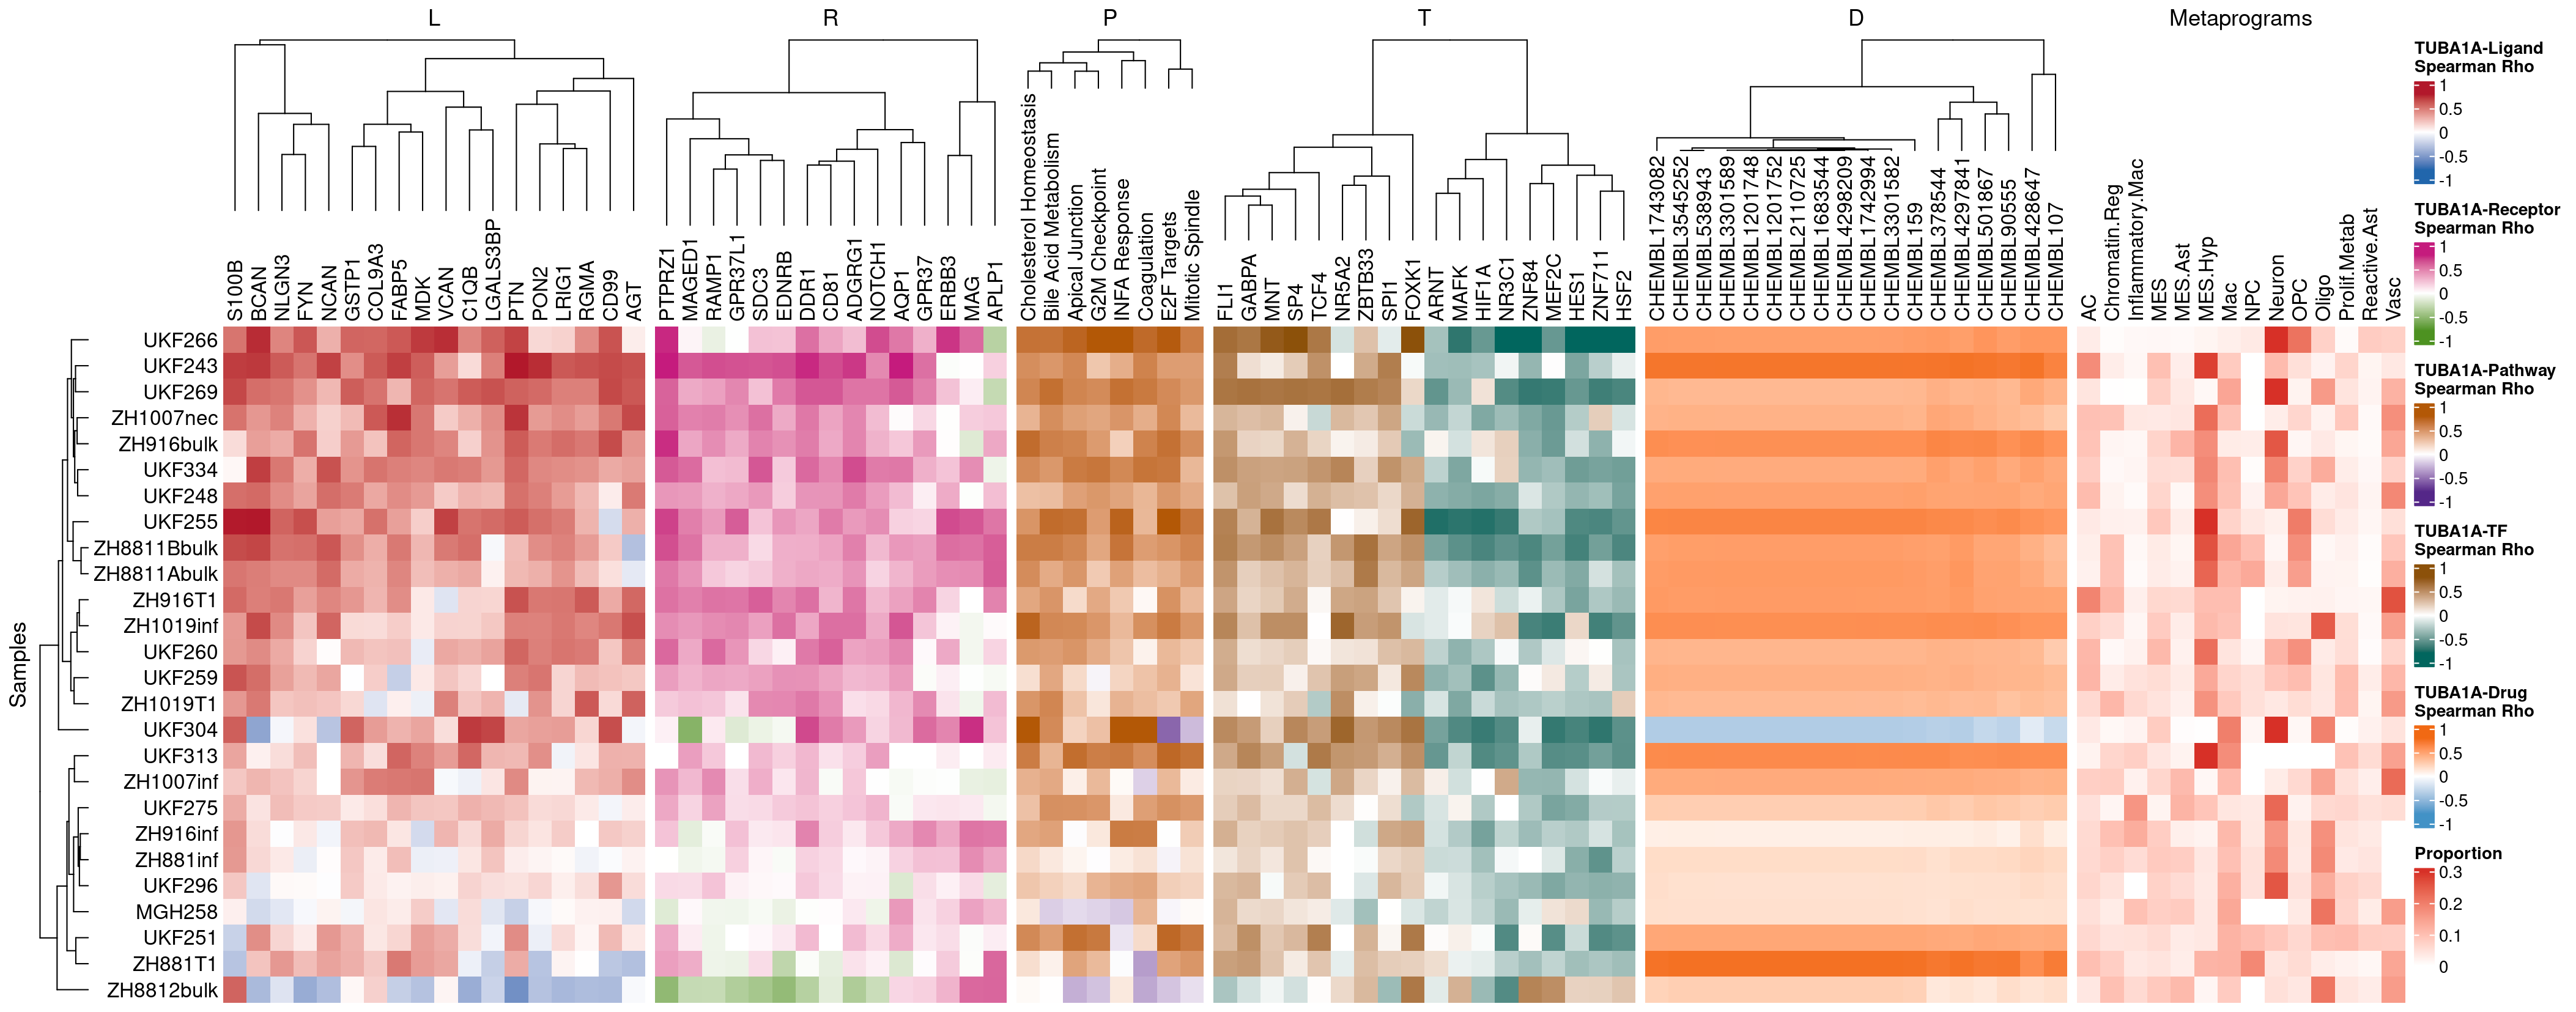 L
R
P
T
D
Metaprograms
S100B
BCAN
NLGN3
FYN
NCAN
GSTP1
COL9A3
FABP5
MDK
VCAN
C1QB
LGALS3BP
PTN
PON2
LRIG1
RGMA
CD99
AGT
PTPRZ1
MAGED1
RAMP1
GPR37L1
SDC3
EDNRB
DDR1
CD81
ADGRG1
NOTCH1
AQP1
GPR37
ERBB3
MAG
APLP1
Cholesterol Homeostasis
Bile Acid Metabolism
Apical Junction
G2M Checkpoint
INFA Response
Coagulation
E2F Targets
Mitotic Spindle
FLI1
GABPA
MNT
SP4
TCF4
NR5A2
ZBTB33
SPI1
FOXK1
ARNT
MAFK
HIF1A
NR3C1
ZNF84
MEF2C
HES1
ZNF711
HSF2
CHEMBL1743082
CHEMBL3545252
CHEMBL538943
CHEMBL3301589
CHEMBL1201748
CHEMBL1201752
CHEMBL2110725
CHEMBL1683544
CHEMBL4298209
CHEMBL1742994
CHEMBL3301582
CHEMBL159
CHEMBL378544
CHEMBL4297841
CHEMBL501867
CHEMBL90555
CHEMBL428647
CHEMBL107
AC
Chromatin.Reg
Inflammatory.Mac
MES
MES.Ast
MES.Hyp
Mac
NPC
Neuron
OPC
Oligo
Prolif.Metab
Reactive.Ast
Vasc
Samples
UKF266
UKF243
UKF269
ZH1007nec
ZH916bulk
UKF334
UKF248
UKF255
ZH8811Bbulk
ZH8811Abulk
ZH916T1
ZH1019inf
UKF260
UKF259
ZH1019T1
UKF304
UKF313
ZH1007inf
UKF275
ZH916inf
ZH881inf
UKF296
MGH258
UKF251
ZH881T1
ZH8812bulk
TUBA1A-Ligand
Spearman Rho
1
0.5
0
-0.5
-1
TUBA1A-Receptor
Spearman Rho
1
0.5
0
-0.5
-1
TUBA1A-Pathway
Spearman Rho
1
0.5
0
-0.5
-1
TUBA1A-TF
Spearman Rho
1
0.5
0
-0.5
-1
TUBA1A-Drug
Spearman Rho
1
0.5
0
-0.5
-1
Proportion
0.3
0.2
0.1
0